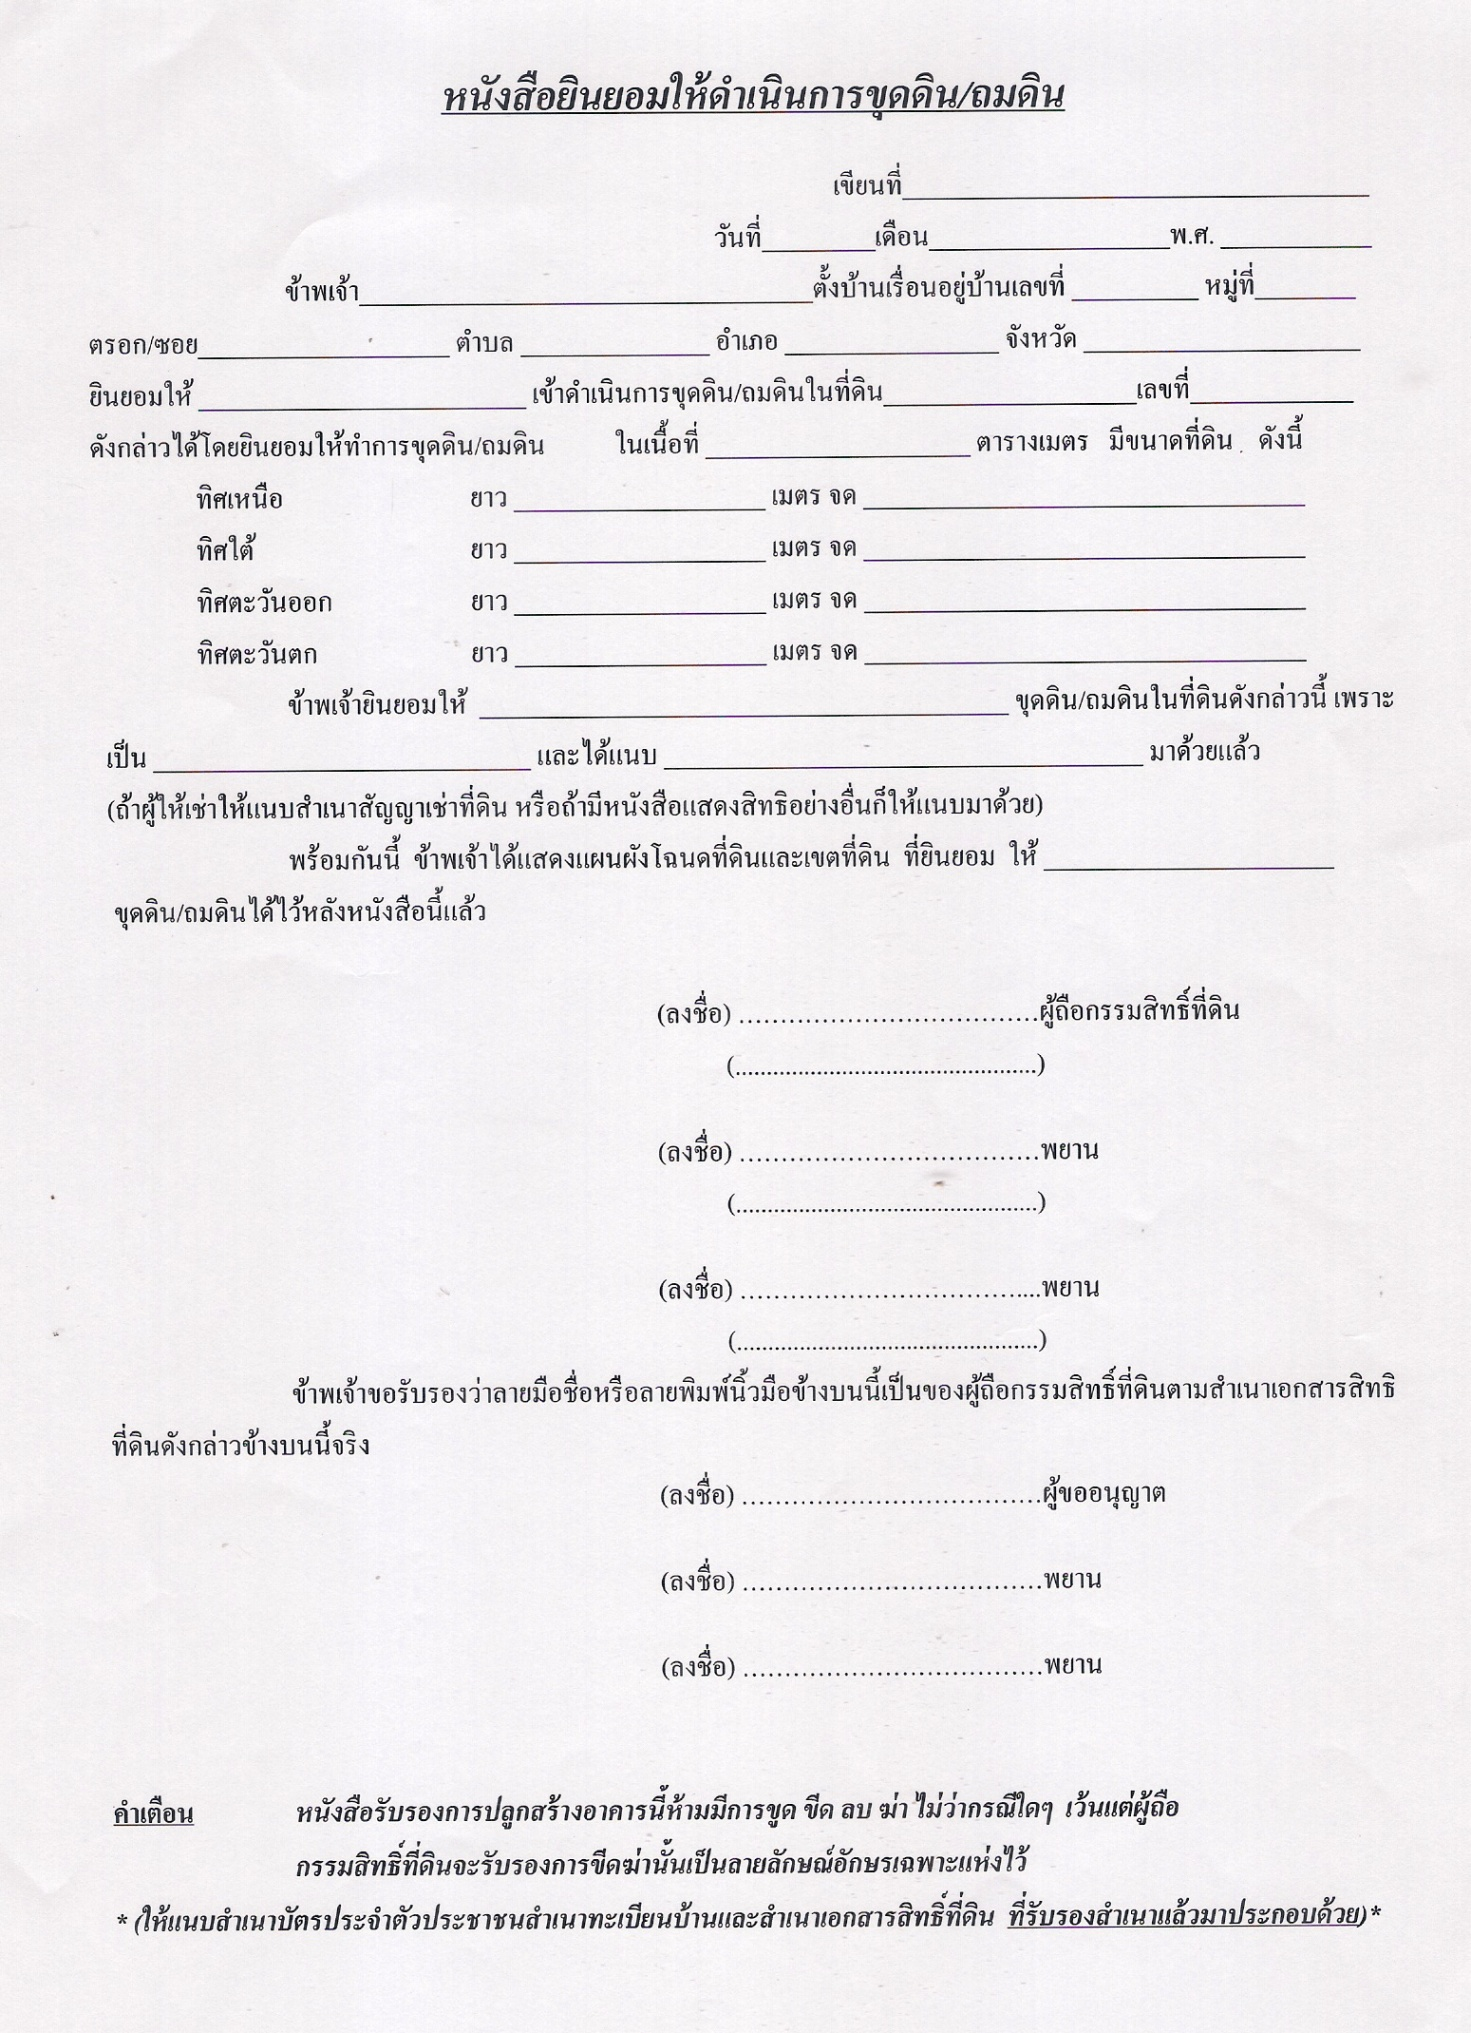 หนังสือยินยอมให้ดำเนินการขุดดิน/ถมดิน
เขียนที่
วันที่ เดือน พ.ศ.
ข้าพเจ้า ตั้งบ้านเรื่อนอยู่บ้านเลขที่ หมู่ที่
ตรอก/ซอย ตำบล อำเภอ จังหวัด
ยินยอมให้ เข้าดำเนินการขุดดิน/ถมดินในที่ดิน เลขที่
ดังกล่าวได้โดยยินยอมให้ทำการขุดดิน/ถมดิน ในเนื้อที่ ตารางเมตร มีขนาดที่ดิน ดังนี้
ทิศเหนือ ยาว เมตร จด
ทิศใต้ ยาว เมตร จด
ทิศตะวันออก ยาว เมตร จด
ทิศตะวันตก ยาว เมตร จด
ข้าพเจ้ายินยอมให้ ขุดดิน/ถมดินในที่ดินดังกล่าวนี้ เพราะ
เป็น และได้แนบ มาด้วยแล้ว
(ถ้าผู้ให้เช่าให้แนบสำเนาสัญญาเช่าที่ดิน หรือถ้ามีหนังสือแสดงสิทธิอย่างอื่นก็ให้แนบมาด้วย)
พร้อมกันนี้ ข้าพเจ้าได้แสดงแผนผังโฉนดที่ดินและเขตที่ดิน ที่ยินยอม ให้
ขุดดิน/ถมดินได้ไว้หลังหนังสือนี้แล้ว
(ลงชื่อ) ....................................ผู้ถือกรรมสิทธิ์ที่ดิน
(................................................)
(ลงชื่อ) ....................................พยาน
(................................................)
(ลงชื่อ) ....................................พยาน
(................................................)
ข้าพเจ้าขอรับรองว่าลายมือชื่อหรือลายพิมพ์นิ้วมือข้างบนนี้เป็นของผู้ถือกรรมสิทธิ์ที่ดินตามสำเนาเอกสารสิทธิ
ที่ดินดังกล่าวข้างบนนี้จริง
(ลงชื่อ) ....................................ผู้ขออนุญาต
(ลงชื่อ) ....................................พยาน
(ลงชื่อ) ....................................พยาน
คำเตือน หนังสือรับรองการปลูกสร้างอาคารนี้ห้ามมีการขูด ขีด ลบ ฆ่า ไม่ว่ากรณีใดๆ เว้นแต่ผู้ถือ
กรรมสิทธิ์ที่ดินจะรับรองการขีดฆ่านั้นเป็นลายลักษณ์อักษรเฉพาะแห่งไว้
* (ให้แนบสำเนาบัตรประจำตัวประชาชนสำเนาทะเบียนบ้านและสำเนาเอกสารสิทธิ์ที่ดิน ที่รับรองสำเนาแล้วมาประกอบด้วย)*